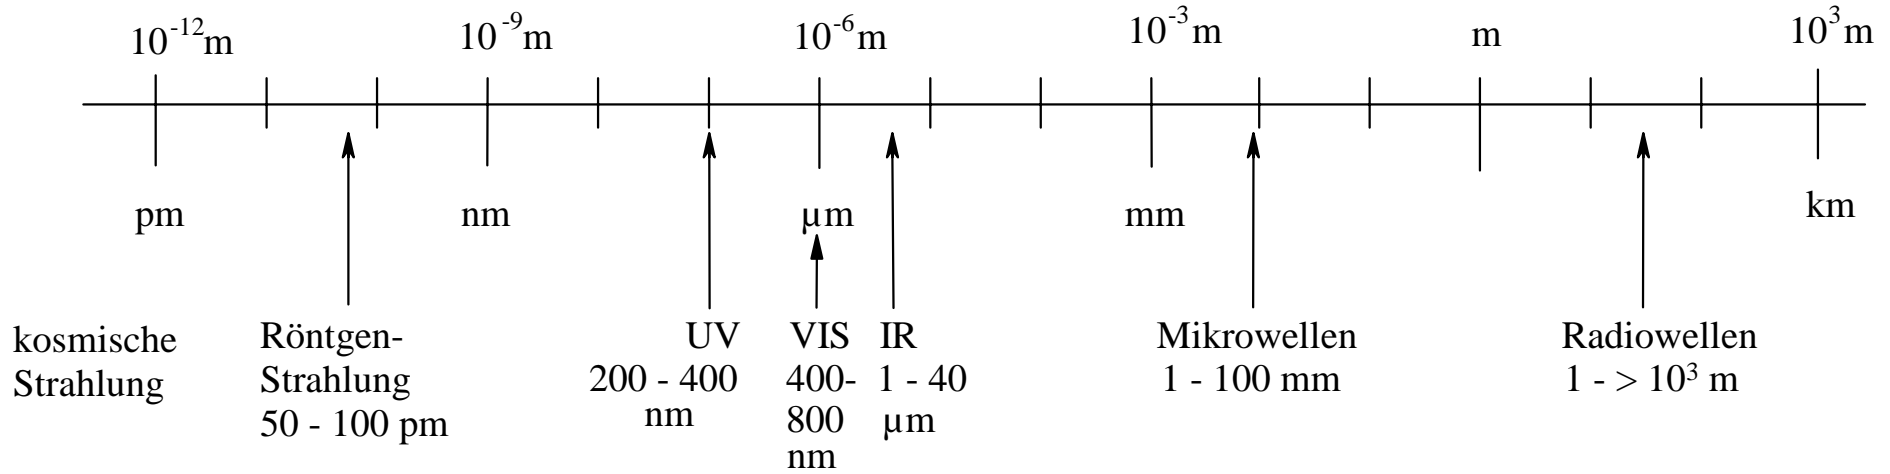 10⁻¹²m 10⁻⁹m 10⁻⁶m 10⁻³m m 10³m
pm nm µm mm km
kosmische
Strahlung
Röntgen-
Strahlung
50 - 100 pm
UV
200 - 400
nm
VIS
400-
800
nm
IR
1 - 40
µm
Mikrowellen
1 - 100 mm
Radiowellen
1 - > 10³ m